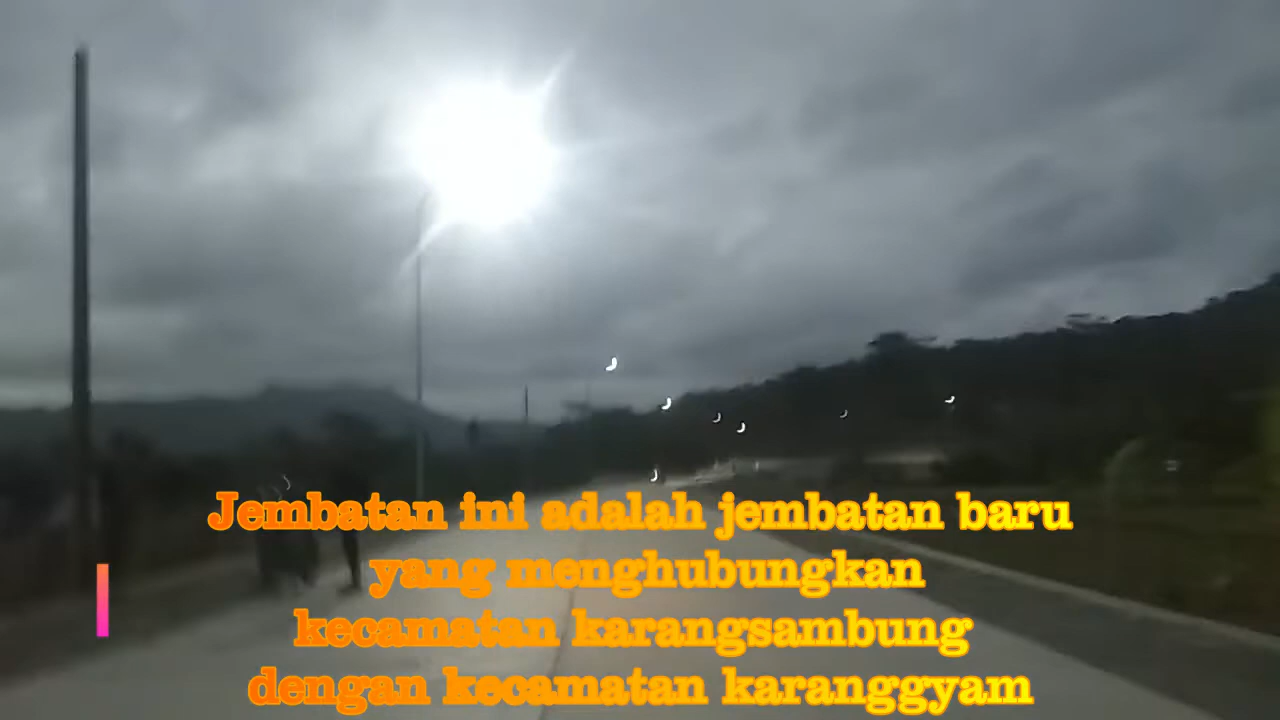 Jembatan ini adalah jembatan baru
yang menghubungkan
kecamatan karangsambung
dengan kecamatan karanggyam